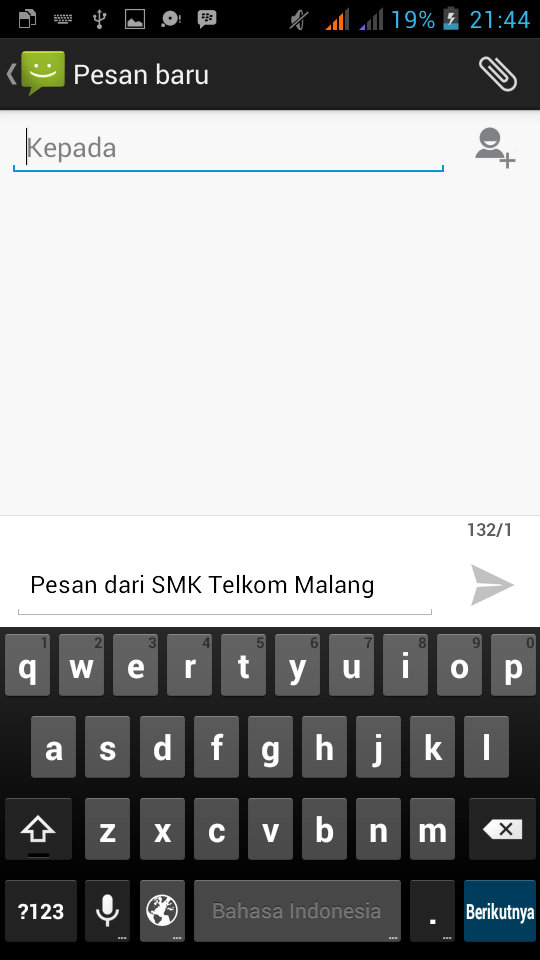 19% 21:44
Pesan baru
Kepada
132/1
Pesan dari SMK Telkom Malang
1 2 3 4 5 6 7 8 9 0
q w e r t y u i o p
a s d f g h j k l
z x c v b n m
?123 Bahasa Indonesia . Berikutnya